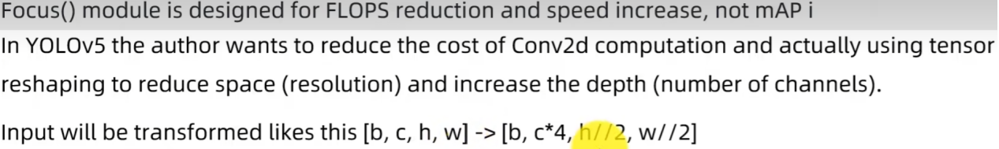 Focus() module is designed for FLOPS reduction and speed increase, not mAP i
In YOLOv5 the author wants to reduce the cost of Conv2d computation and actually using tensor
reshaping to reduce space (resolution) and increase the depth (number of channels).
Input will be transformed likes this [b, c, h, w] -> [b, c*4, h//2, w//2]